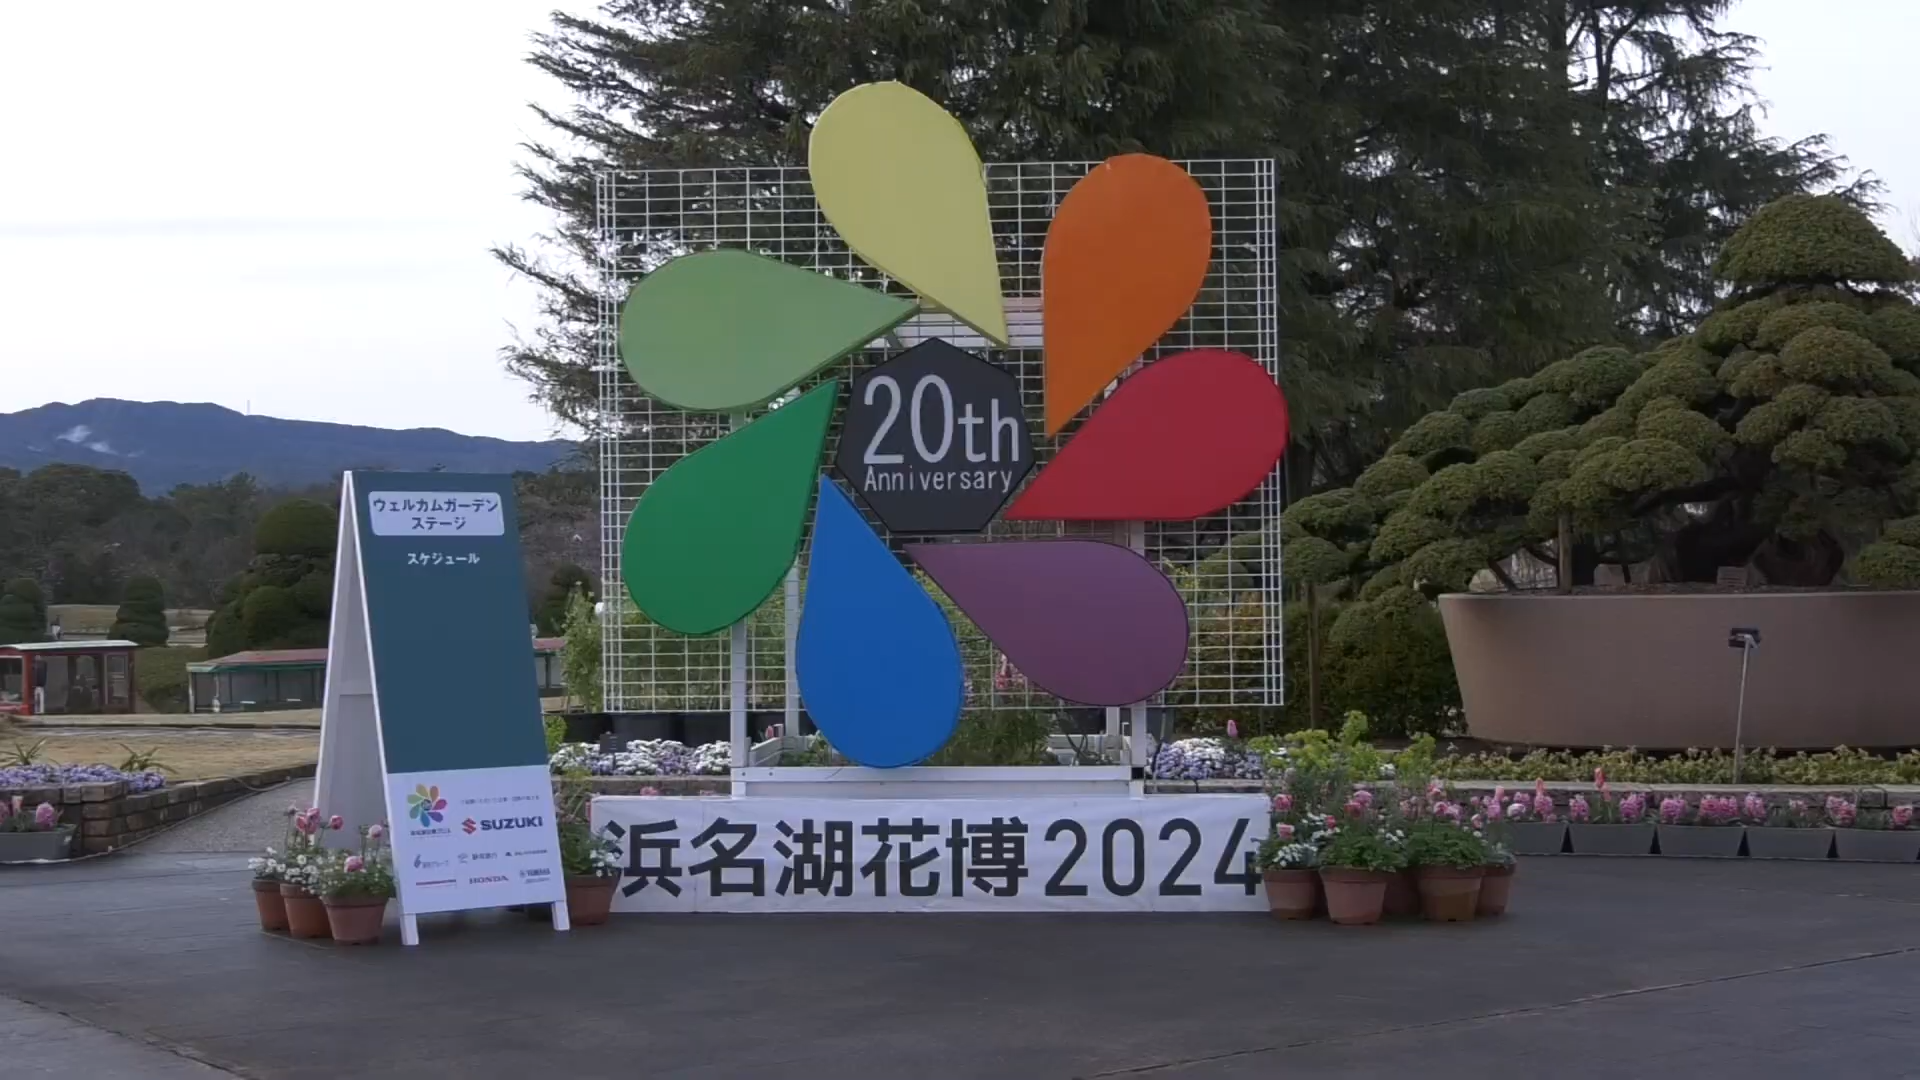 20th
Anniversary
ウェルカムガーデン
ステージ
スケジュール
SUZUKI
HONDA
YAMAHA
浜名湖花博2024